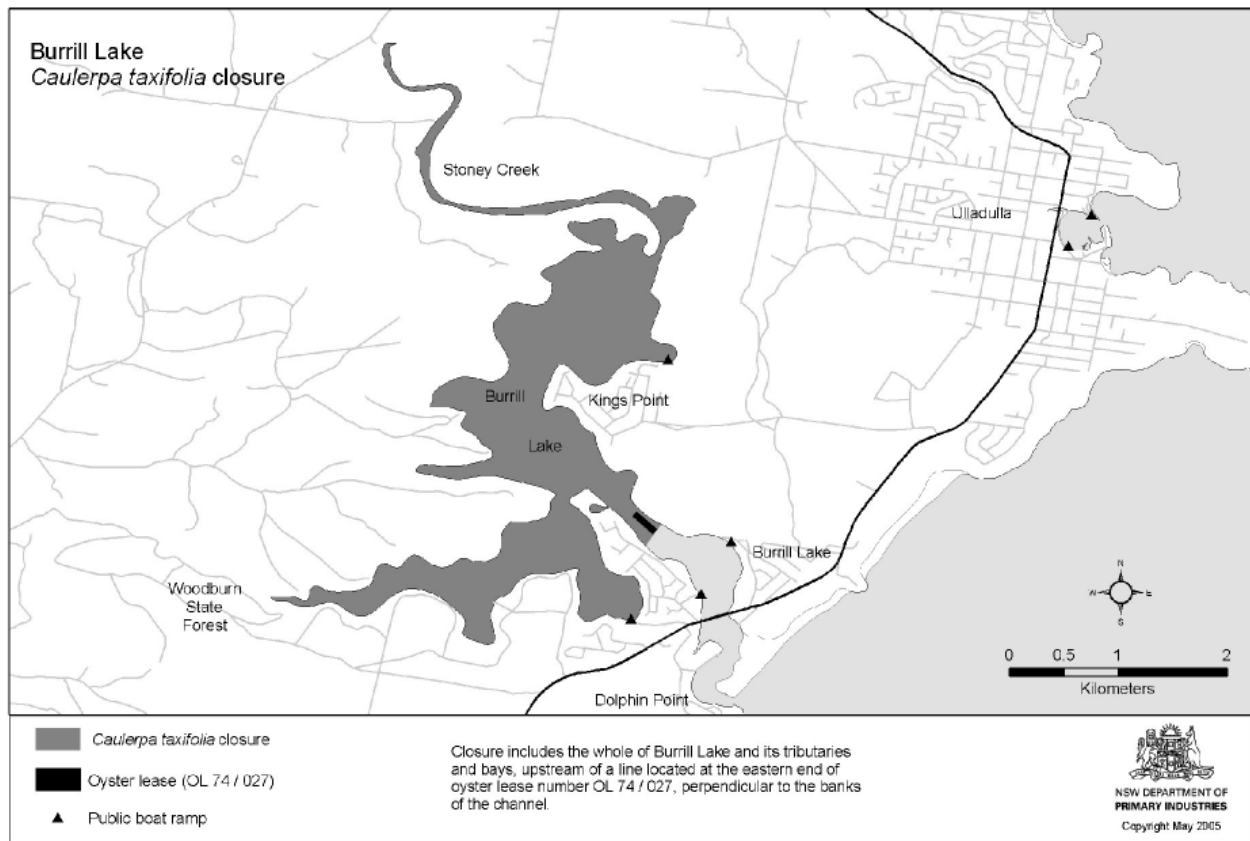 Burrill Lake
Caulerpa taxifolia closure
Stoney Creek
Ulladulla
Burrill
Kings Point
Lake
Burrill Lake
Woodburn
State
Forest
Dolphin Point
N
W
E
S
0
0.5
1
2
Kilometers
Caulerpa taxifolia closure
Oyster lease (OL 74 / 027)
Public boat ramp
Closure includes the whole of Burrill Lake and its tributaries
and bays, upstream of a line located at the eastern end of
oyster lease number OL 74 / 027, perpendicular to the banks
of the channel.
NSW DEPARTMENT OF
PRIMARY INDUSTRIES
Copyright May 2005